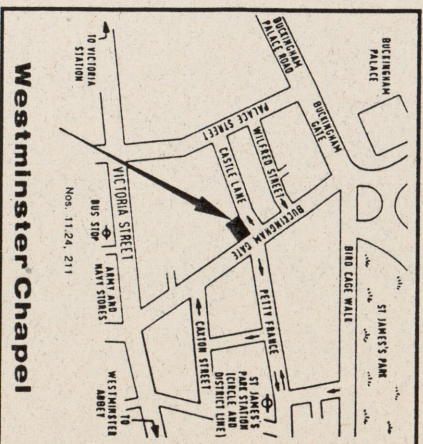 BUCKINGHAM
PALACE
BUCKINGHAM
PALACE ROAD
BUCKINGHAM
GATE
ST JAMES'S PARK
BIRD CAGE WALK
PALACE STREET
WILFRED STREET
CASTLE LANE
BUCKINGHAM GATE
PETTY FRANCE
ST JAMES'S
PARK STATION
(CIRCLE AND
DISTRICT LINE)
CAXTON STREET
TO VICTORIA
STATION
VICTORIA STREET
BUS STOP
Nos. 11,24, 211
ARMY AND
NAVY STORES
TO
WESTMINSTER
ABBEY
Westminster Chapel